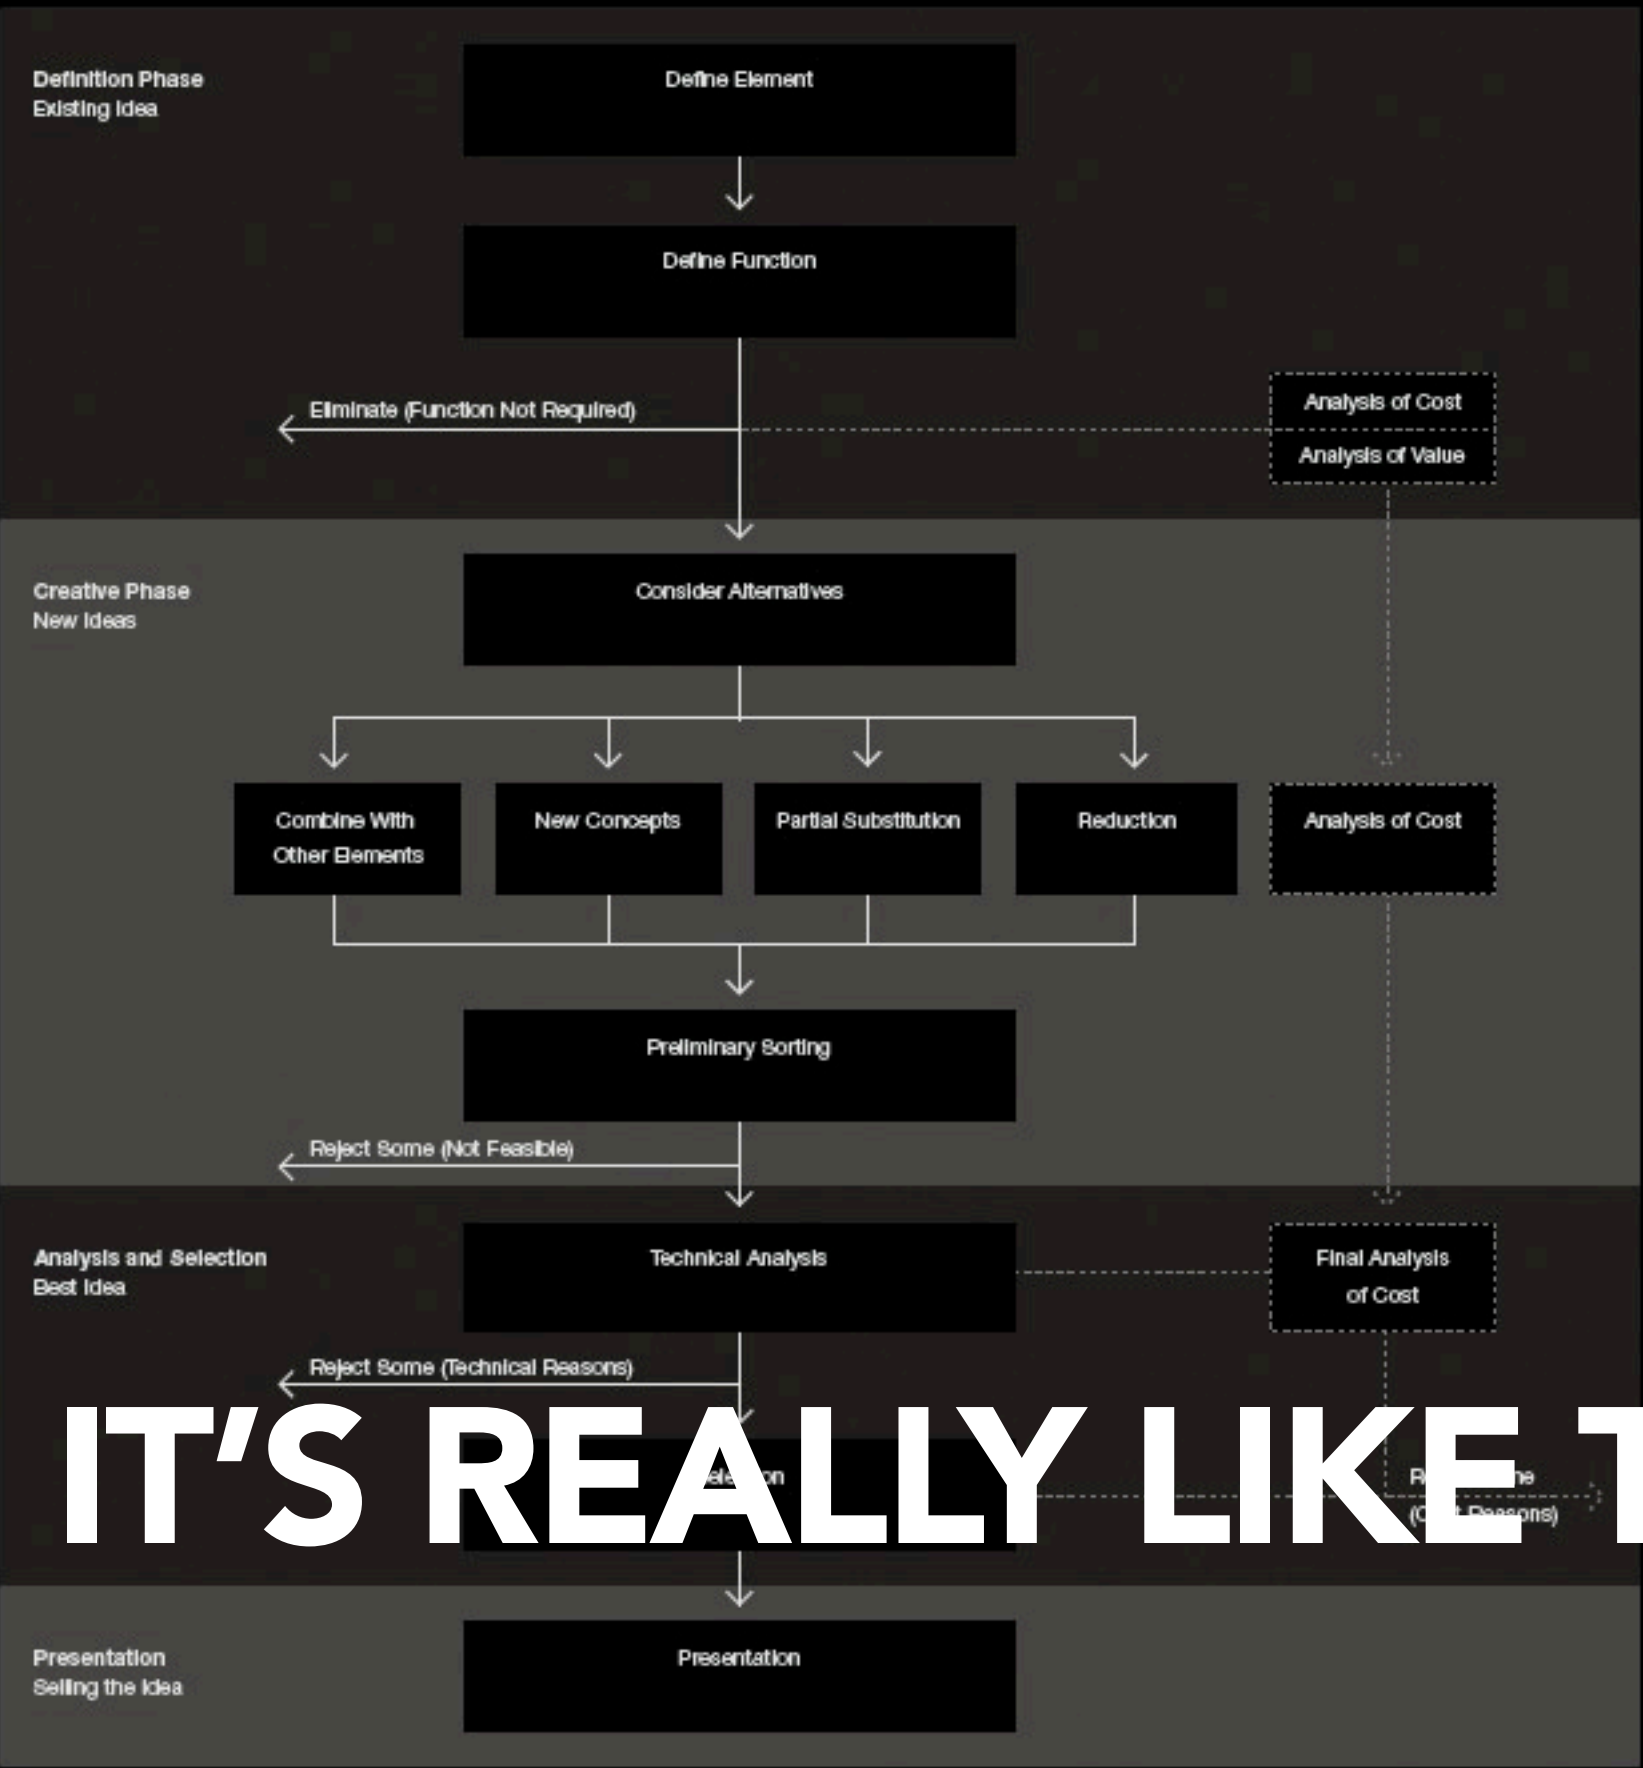 Definition Phase
Existing Idea
Define Element
Define Function
Eliminate (Function Not Required)
Analysis of Cost
Analysis of Value
Creative Phase
New Ideas
Consider Alternatives
Combine With
Other Elements
New Concepts
Partial Substitution
Reduction
Analysis of Cost
Preliminary Sorting
Reject Some (Not Feasible)
Analysis and Selection
Best Idea
Technical Analysis
Final Analysis
of Cost
Reject Some (Technical Reasons)
IT’S REALLY LIKE
Reasons)
Presentation
Selling the Idea
Presentation